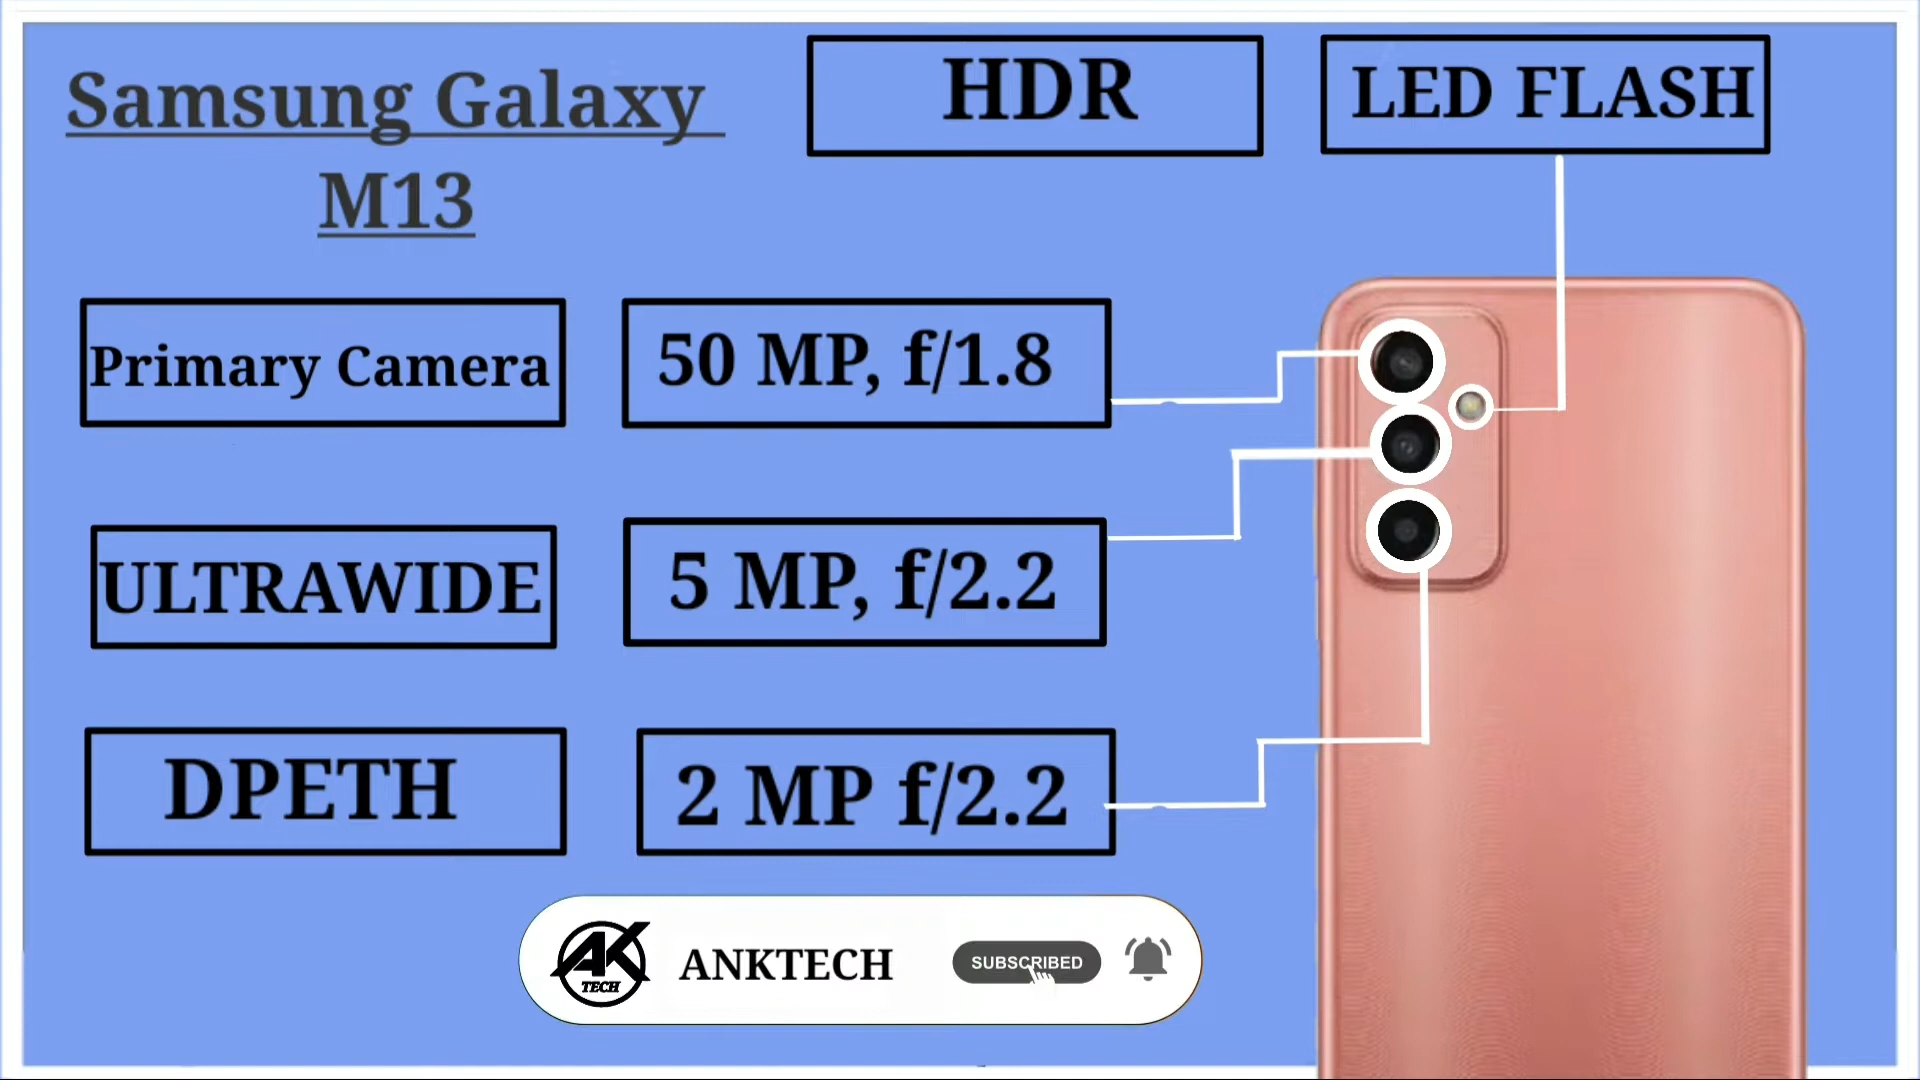 Samsung Galaxy
M13
HDR
LED FLASH
Primary Camera
50 MP, f/1.8
ULTRAWIDE
5 MP, f/2.2
DPETH
2 MP f/2.2
AK
TECH
ANKTECH
SUBSCRIBED